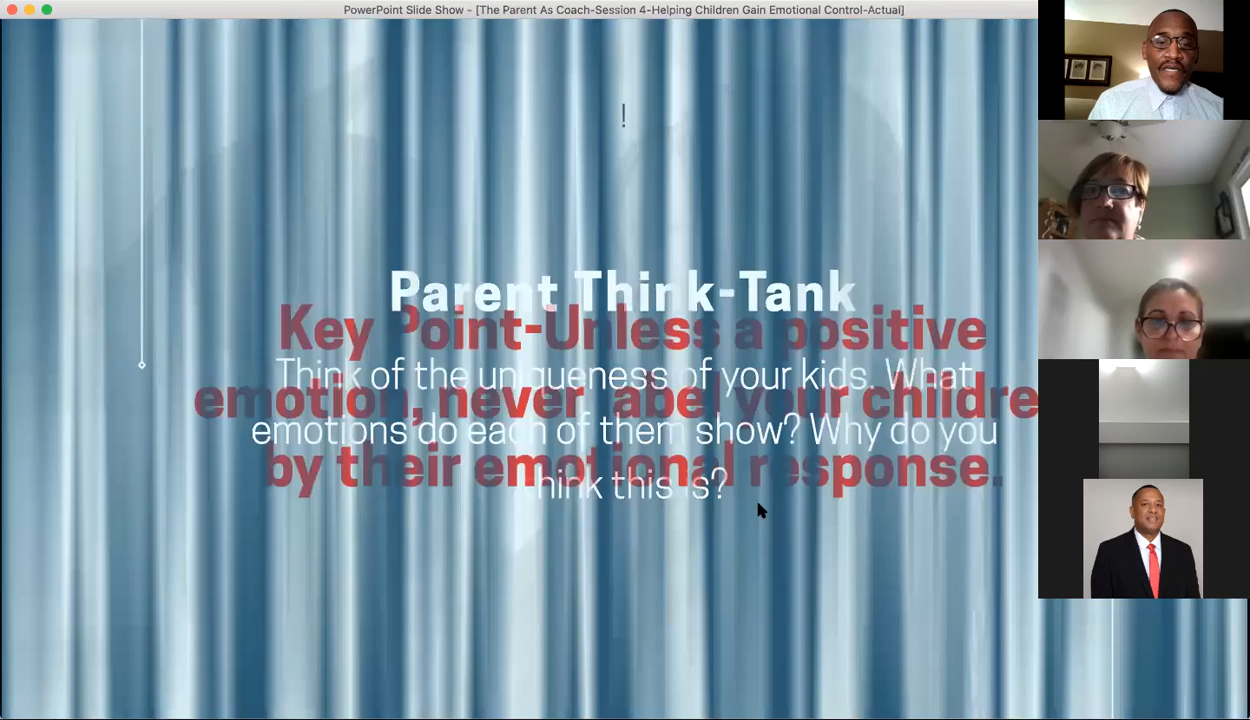 PowerPoint Slide Show - [The Parent As Coach-Session 4-Helping Children Gain Emotional Control-Actual]
!
Parent Think-Tank
Key Point-Unless a positive
Think of the uniqueness of your kids. What
emotion, never label your childre
emotions do each of them show? Why do you
by their emotional response.
think this is?